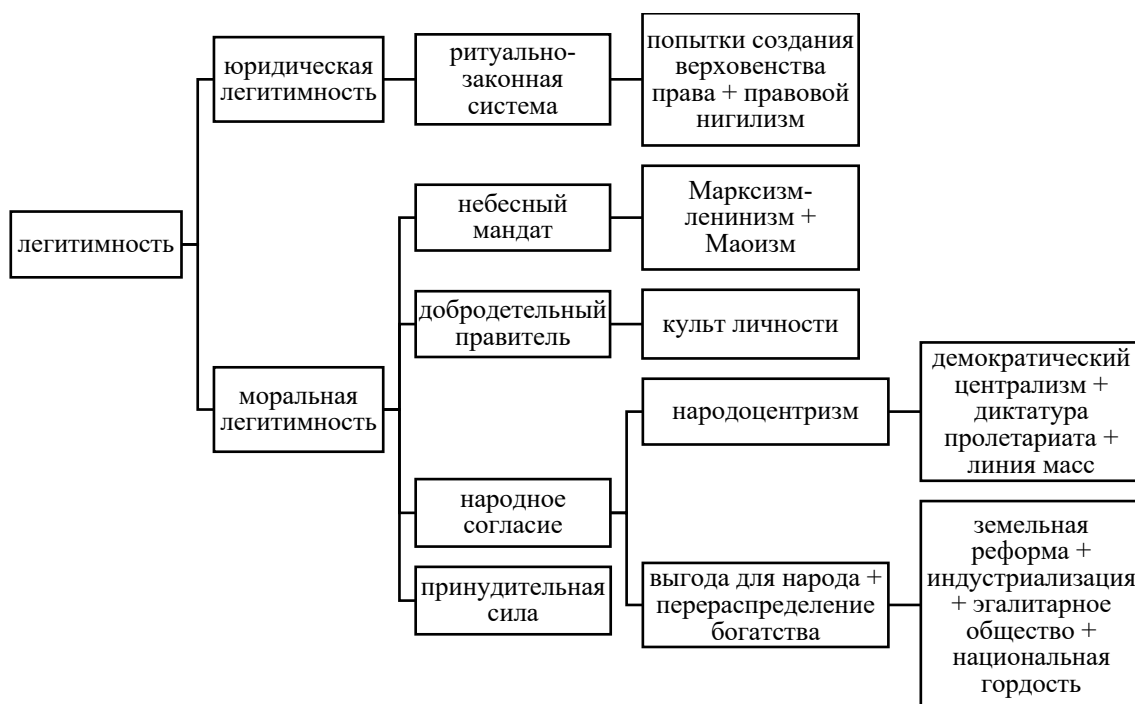 легитимность
юридическая
легитимность
ритуально-
законная
система
попытки создания
верховенства
права + правовой
нигилизм
моральная
легитимность
небесный
мандат
Марксизм-
ленинизм +
Маоизм
добродетельный
правитель
культ личности
народное
согласие
народоцентризм
демократический
централизм +
диктатура
пролетариата +
линия масс
выгода для народа +
перераспределение
богатства
земельная
реформа +
индустриализация
+ эгалитарное
общество +
национальная
гордость
принудительная
сила